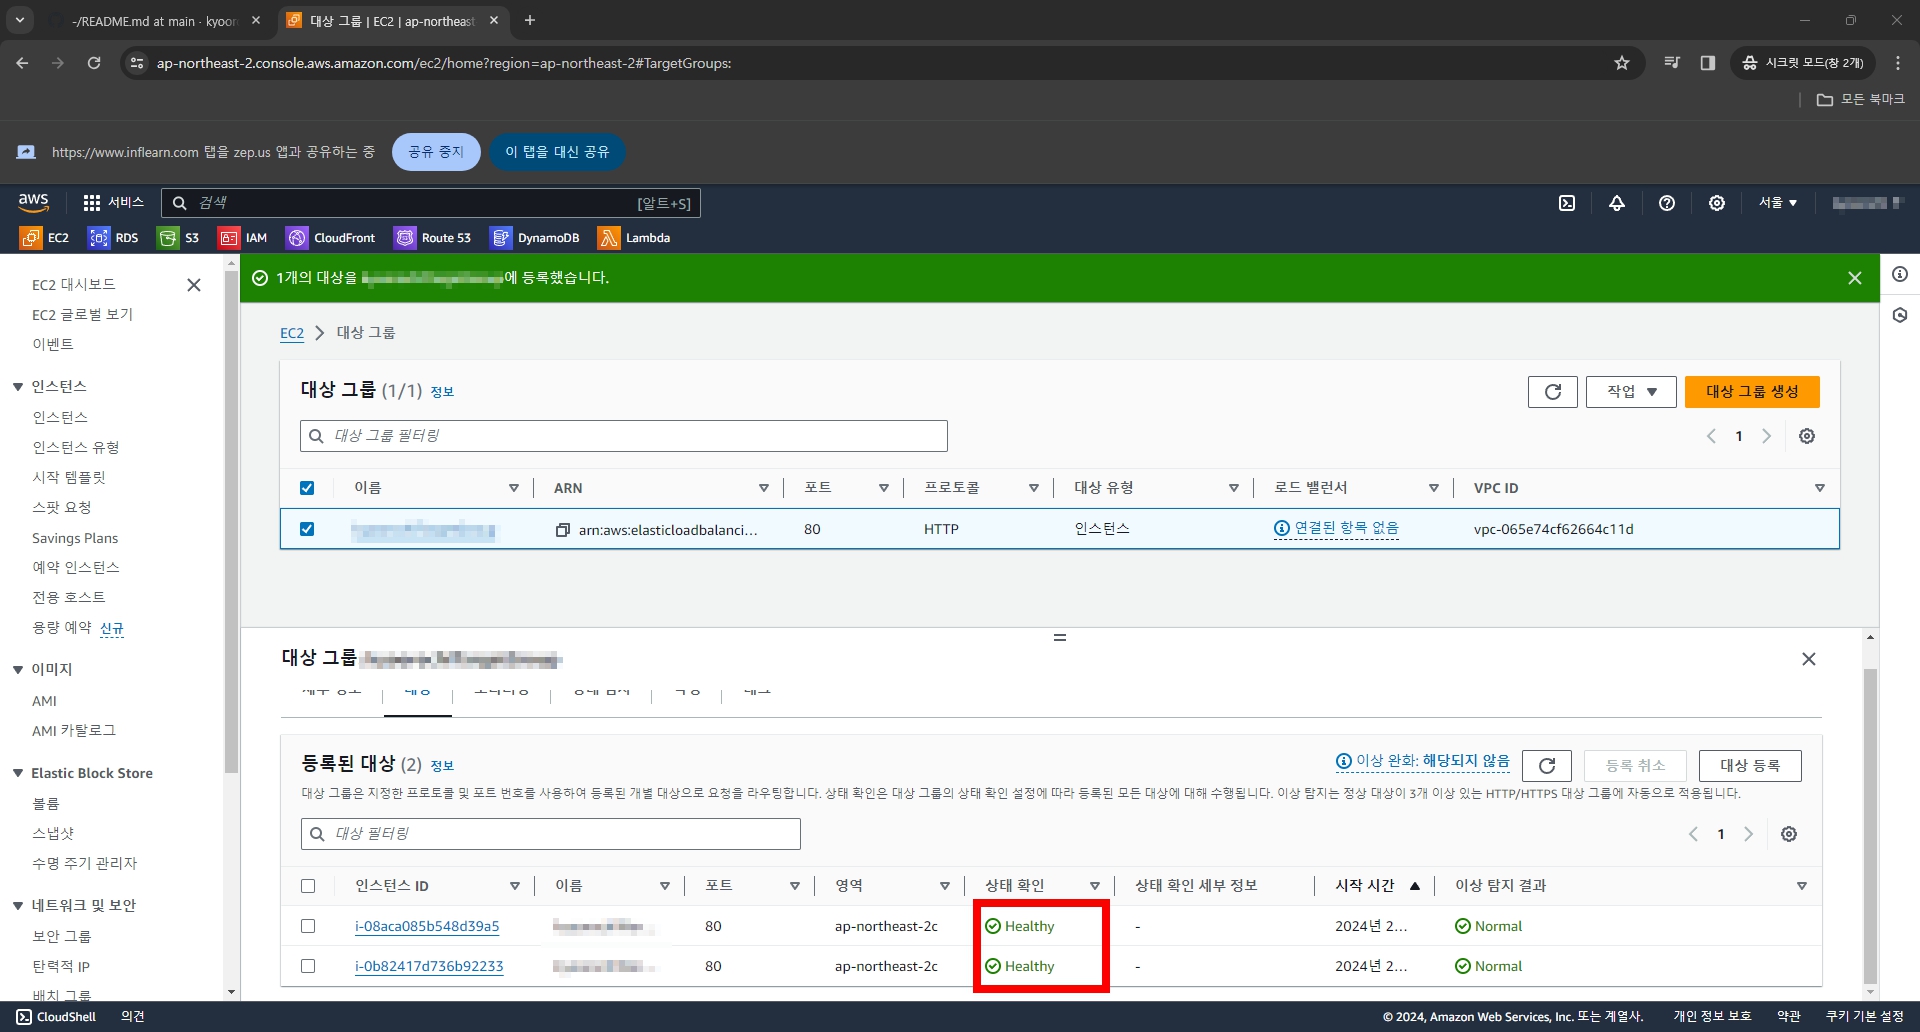 -/README.md at main · kyoor
대상 그룹 | EC2 | ap-northeast
ap-northeast-2.console.aws.amazon.com/ec2/home?region=ap-northeast-2#TargetGroups:
시크릿 모드(창 2개)
모든 북마크
https://www.inflearn.com 탭을 zep.us 앱과 공유하는 중
공유 중지
이 탭을 대신 공유
aws
서비스
검색
[알트+S]
서울
EC2
RDS
S3
IAM
CloudFront
Route 53
DynamoDB
Lambda
EC2 대시보드
EC2 글로벌 보기
이벤트
인스턴스
인스턴스
인스턴스 유형
시작 템플릿
스팟 요청
Savings Plans
예약 인스턴스
전용 호스트
용량 예약 신규
이미지
AMI
AMI 카탈로그
Elastic Block Store
볼륨
스냅샷
수명 주기 관리자
네트워크 및 보안
보안 그룹
탄력적 IP
배치 그룹
1개의 대상을
에 등록했습니다.
EC2
대상 그룹
대상 그룹 (1/1) 정보
작업
대상 그룹 생성
대상 그룹 필터링
1
이름
ARN
포트
프로토콜
대상 유형
로드 밸런서
VPC ID
arn:aws:elasticloadbalanci...
80
HTTP
인스턴스
연결된 항목 없음
vpc-065e74cf62664c11d
대상 그룹
등록된 대상 (2) 정보
이상 완화: 해당되지 않음
등록 취소
대상 등록
대상 그룹은 지정한 프로토콜 및 포트 번호를 사용하여 등록된 개별 대상으로 요청을 라우팅합니다. 상태 확인은 대상 그룹의 상태 확인 설정에 따라 등록된 모든 대상에 대해 수행됩니다. 이상 탐지는 정상 대상이 3개 이상 있는 HTTP/HTTPS 대상 그룹에 자동으로 적용됩니다.
대상 필터링
1
인스턴스 ID
이름
포트
영역
상태 확인
상태 확인 세부 정보
시작 시간
이상 탐지 결과
i-08aca085b548d39a5
80
ap-northeast-2c
Healthy
-
2024년 2...
Normal
i-0b82417d736b92233
80
ap-northeast-2c
Healthy
-
2024년 2...
Normal
CloudShell
의견
© 2024, Amazon Web Services, Inc. 또는 계열사.
개인 정보 보호
약관
쿠키 기본 설정